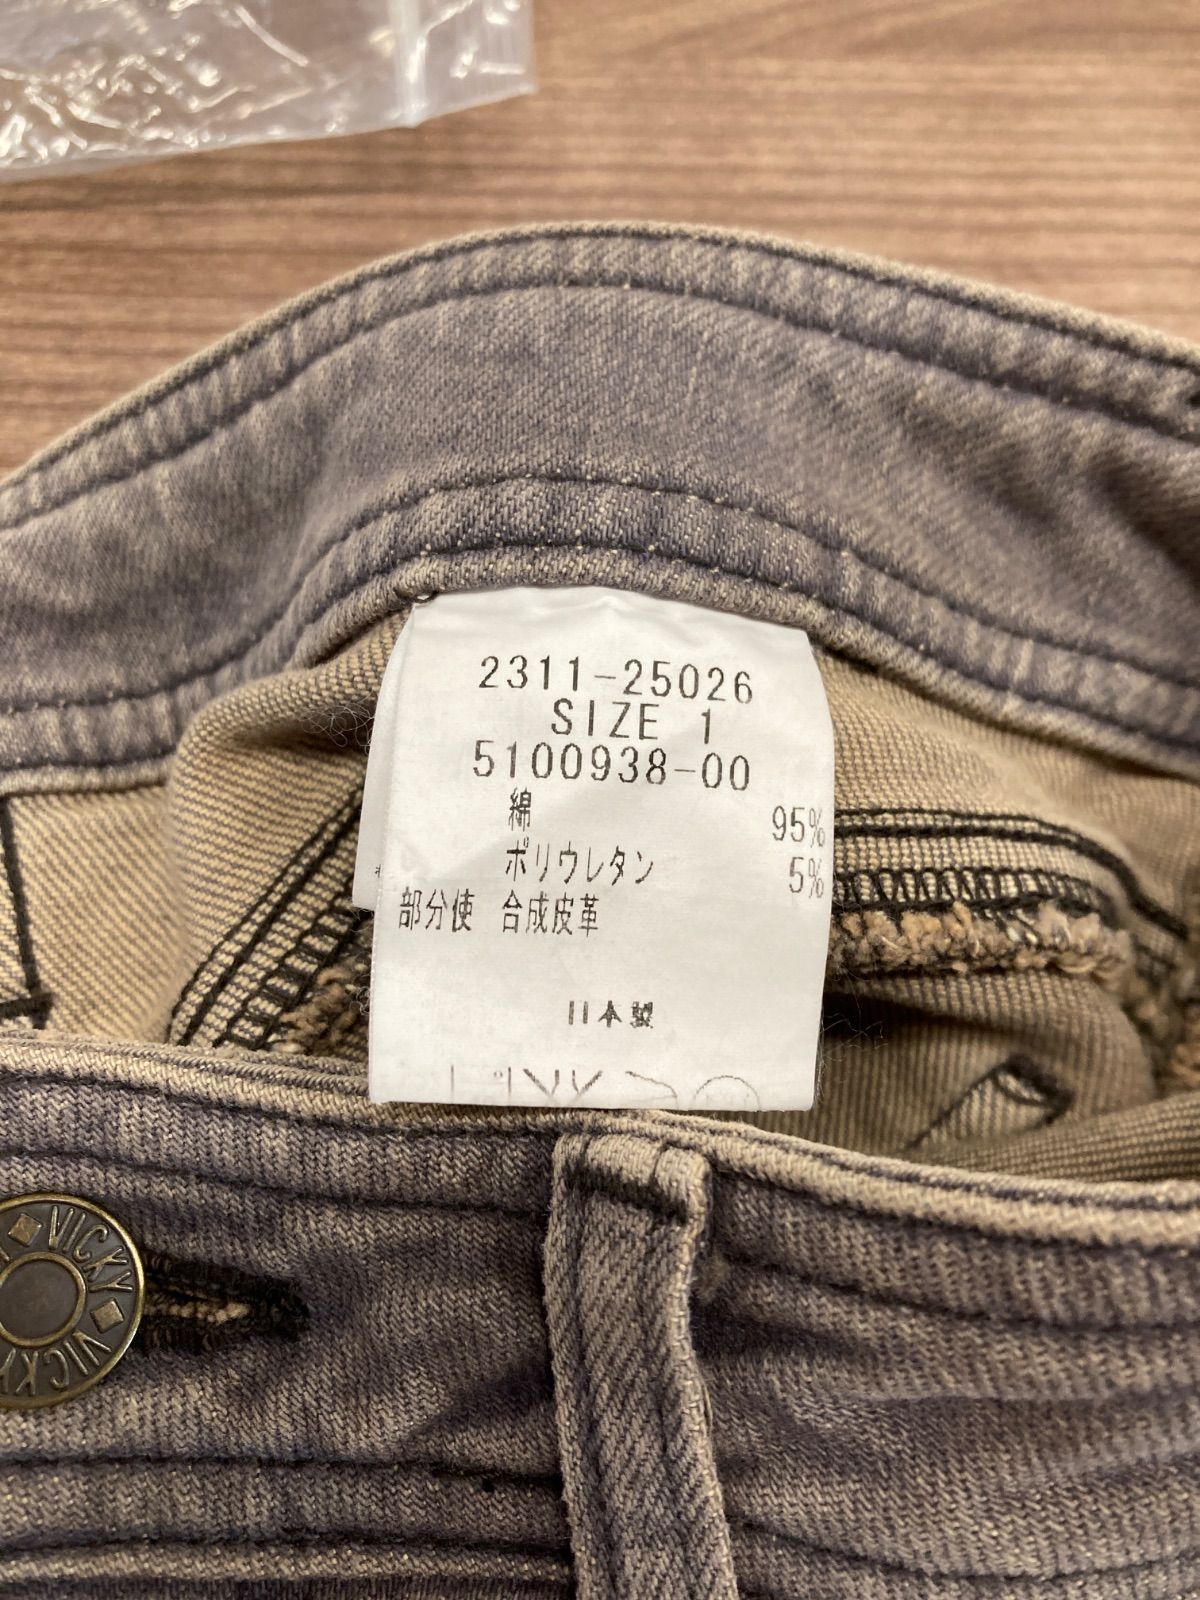 2311-25026
SIZE 1
5100938-00
綿 95%
ポリウレタン 5%
部分使 合成皮革
日本製
VICKY
VICKY